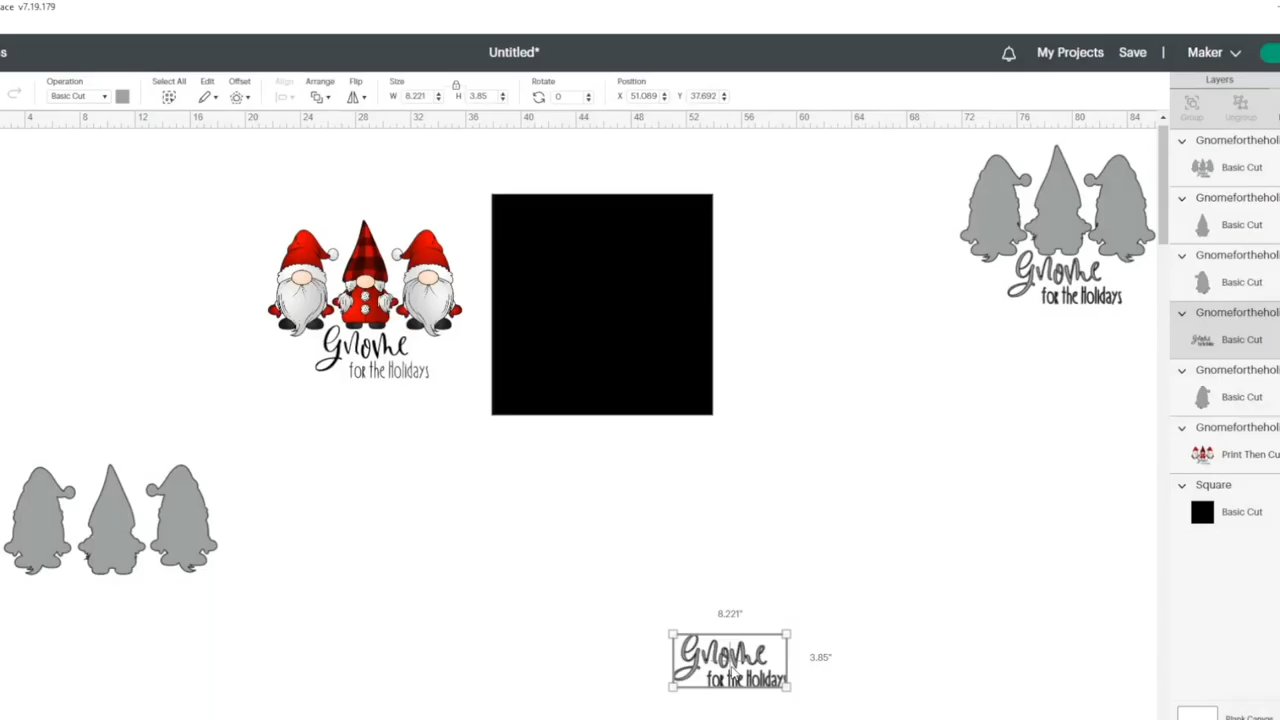 ace v7.19.179
s Untitled* My Projects Save | Maker
Operation Select All Edit Offset Align Arrange Flip Size Rotate Position
Basic Cut W 8.221 H 3.85 0 X 51.089 Y 37.692
Layers
Group Ungroup
4 8 12 16 20 24 28 32 36 40 44 48 52 56 60 64 68 72 76 80 84
Gnomefortheholi
Basic Cut
Gnomefortheholi
Basic Cut
Gnomefortheholi
Basic Cut
Gnomefortheholi
Basic Cut
Gnomefortheholi
Basic Cut
Gnomefortheholi
Print Then Cu
Square
Basic Cut
Gnome
for the Holidays
Gnome
for the Holidays
8.221"
3.85"
Gnome
for the Holidays
Blank Canvas